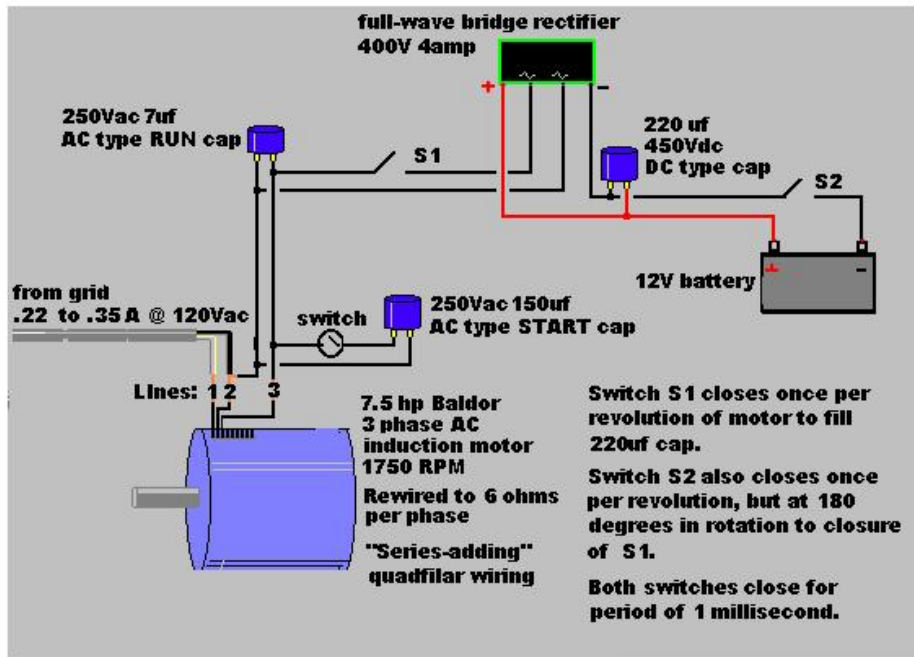 full-wave bridge rectifier
400V 4amp
+
-
250Vac 7uf
AC type RUN cap
S1
220 uf
450Vdc
DC type cap
S2
12V battery
+
-
from grid
.22 to .35 A @ 120Vac
switch
250Vac 150uf
AC type START cap
LInes: 1 2 3
7.5 hp Baldor
3 phase AC
induction motor
1750 RPM
Rewired to 6 ohms
per phase
"Series-adding"
quadfilar wiring
Switch S1 closes once per
revolution of motor to fill
220uf cap.
Switch S2 also closes once
per revolution, but at 180
degrees in rotation to closure
of S1.
Both switches close for
period of 1 millisecond.